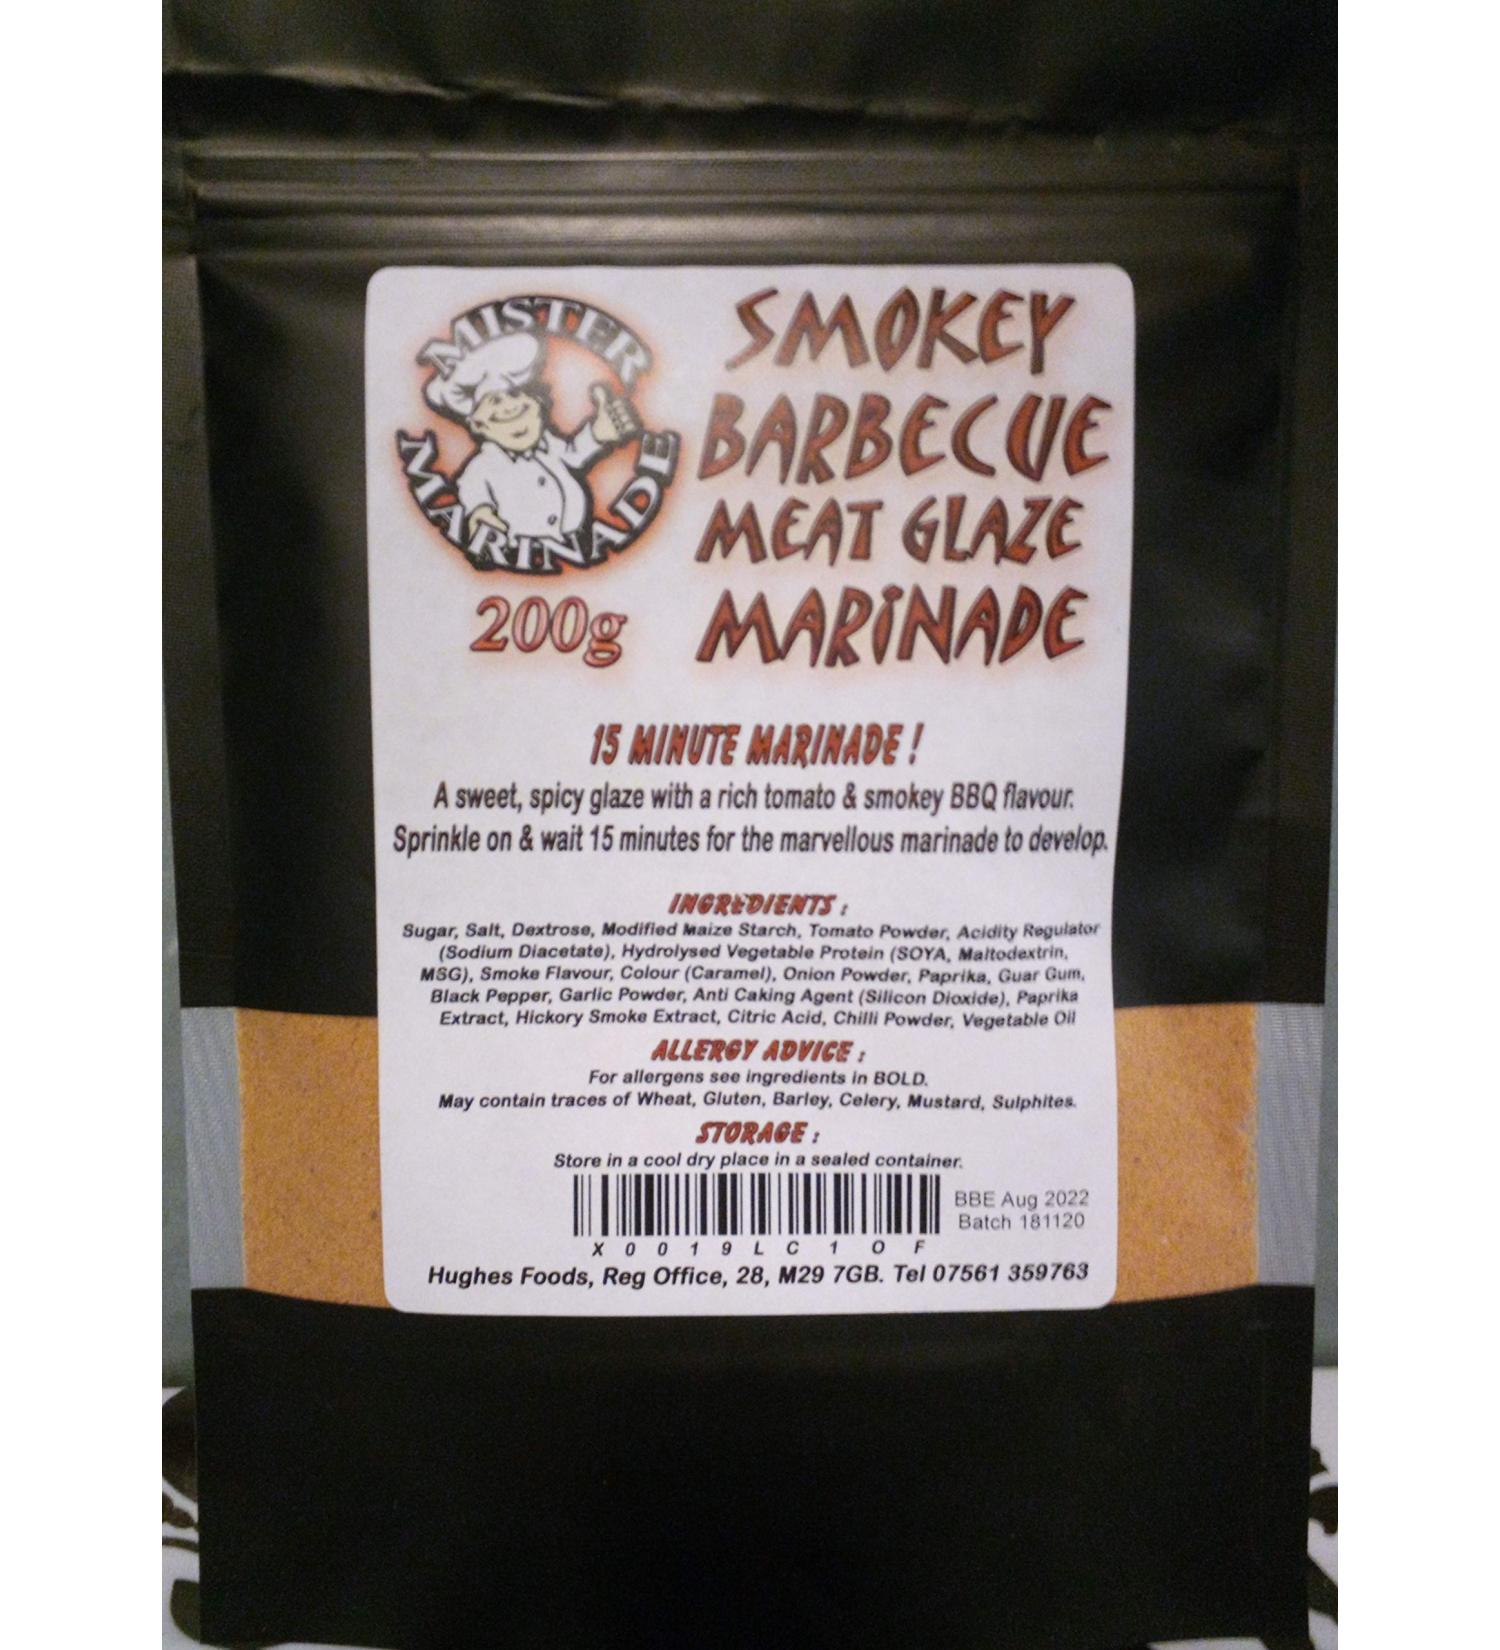 MISTER
MARINADE
200g
SMOKEY
BARBECUE
MEAT GLAZE
MARINADE
15 MINUTE MARINADE !
A sweet, spicy glaze with a rich tomato & smokey BBQ flavour.
Sprinkle on & wait 15 minutes for the marvellous marinade to develop.
INGREDIENTS :
Sugar, Salt, Dextrose, Modified Maize Starch, Tomato Powder, Acidity Regulator
(Sodium Diacetate), Hydrolysed Vegetable Protein (SOYA, Maltodextrin,
MSG), Smoke Flavour, Colour (Caramel), Onion Powder, Paprika, Guar Gum,
Black Pepper, Garlic Powder, Anti Caking Agent (Silicon Dioxide), Paprika
Extract, Hickory Smoke Extract, Citric Acid, Chilli Powder, Vegetable Oil
ALLERGY ADVICE :
For allergens see ingredients in BOLD.
May contain traces of Wheat, Gluten, Barley, Celery, Mustard, Sulphites.
STORAGE :
Store in a cool dry place in a sealed container.
BBE Aug 2022
Batch 181120
X0019LC1OF
Hughes Foods, Reg Office, 28, M29 7GB. Tel 07561 359763